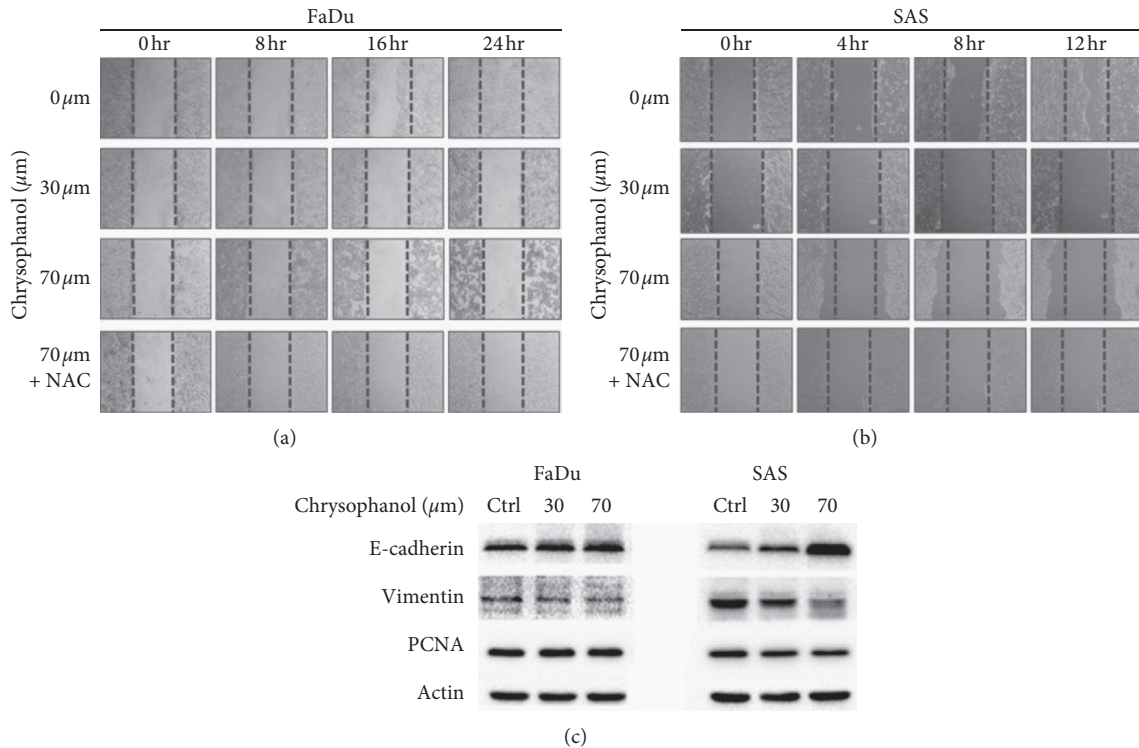 FaDu
0 hr 8 hr 16 hr 24 hr
Chrysophanol (μm)
0 μm
30 μm
70 μm
70 μm
+ NAC
(a)
SAS
0 hr 4 hr 8 hr 12 hr
Chrysophanol (μm)
0 μm
30 μm
70 μm
70 μm
+ NAC
(b)
FaDu SAS
Chrysophanol (μm) Ctrl 30 70 Ctrl 30 70
E-cadherin
Vimentin
PCNA
Actin
(c)